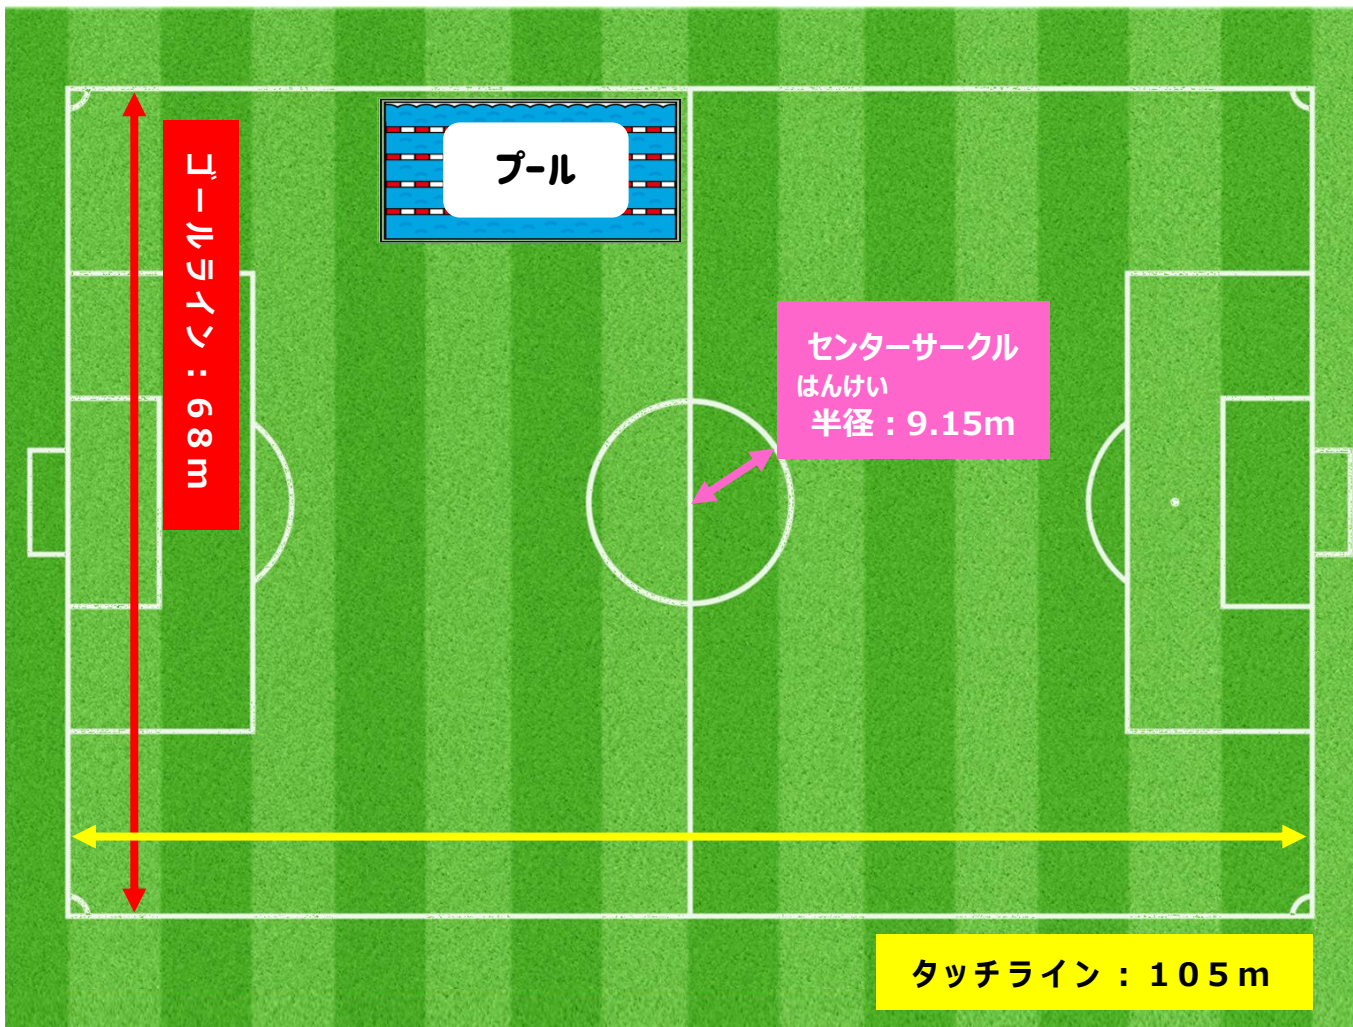 プール
ゴールライン：68m
センターサークル
はんけい
半径：9.15m
タッチライン：105m